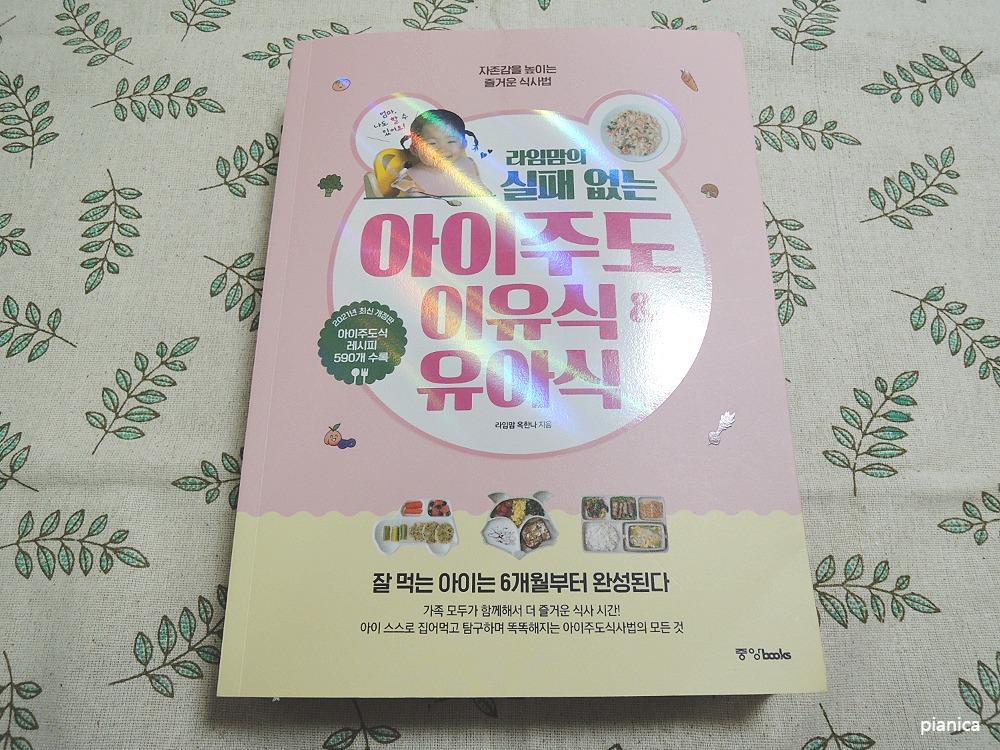 자존감을 높이는
즐거운 식사법
엄마,
나도 할 수
있어요!
라임맘의
실패 없는
아이주도
이유식 &
유아식
2021년 최신 개정판
아이주도식
레시피
590개 수록
라임맘 옥한나 지음
잘 먹는 아이는 6개월부터 완성된다
가족 모두가 함께해서 더 즐거운 식사 시간!
아이 스스로 집어먹고 탐구하며 똑똑해지는 아이주도식사법의 모든 것
중앙books
pianica